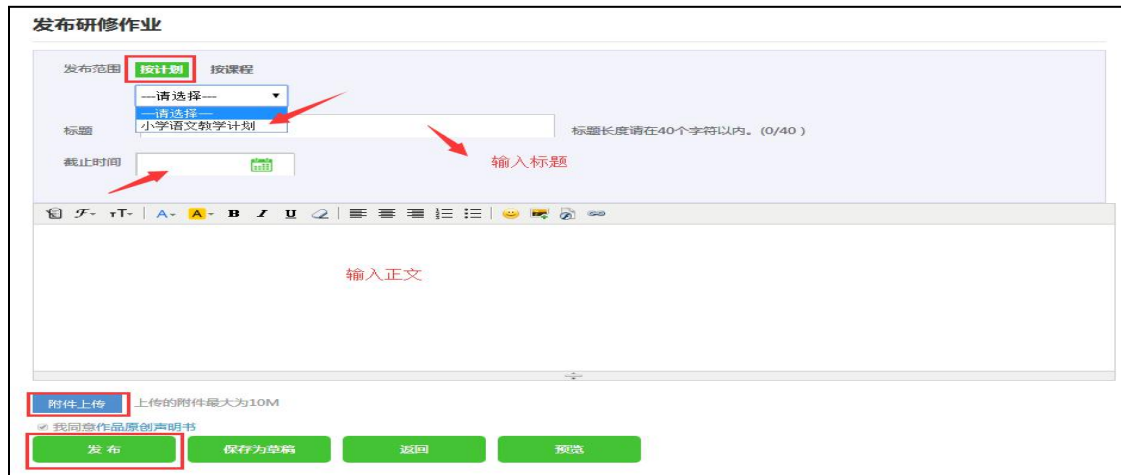 发布研修作业
发布范围 按计划 按课程
---请选择---
---请选择---
小学语文教学计划
标题 标题长度请在40个字符以内。(0/40 )
截止时间 输入标题
输入正文
附件上传 上传的附件最大为10M
我同意作品原创声明书
发 布 保存为草稿 返回 预览